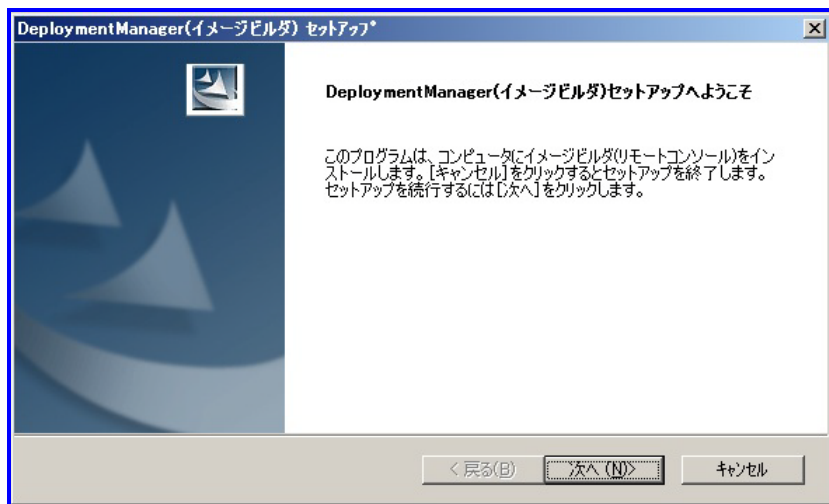 DeploymentManager(イメージビルダ) セットアップ
DeploymentManager(イメージビルダ)セットアップへようこそ
このプログラムは、コンピュータにイメージビルダ(リモートコンソール)をイン
ストールします。[キャンセル]をクリックするとセットアップを終了します。
セットアップを続行するには[次へ]をクリックします。
< 戻る(B)
次へ (N)>
キャンセル